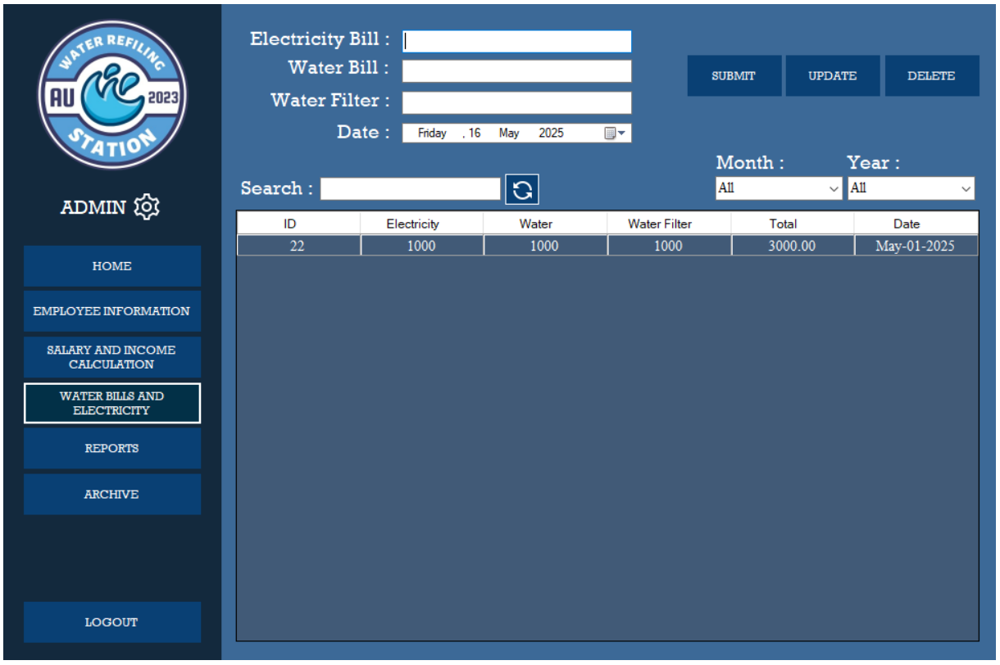 WATER REFILING
AU 2023
STATION
ADMIN
HOME
EMPLOYEE INFORMATION
SALARY AND INCOME
CALCULATION
WATER BILLS AND
ELECTRICITY
REPORTS
ARCHIVE
LOGOUT
Electricity Bill :
Water Bill :
Water Filter :
Date : Friday , 16 May 2025
SUBMIT UPDATE DELETE
Month : Year :
Search : All All
ID Electricity Water Water Filter Total Date
22 1000 1000 1000 3000.00 May-01-2025